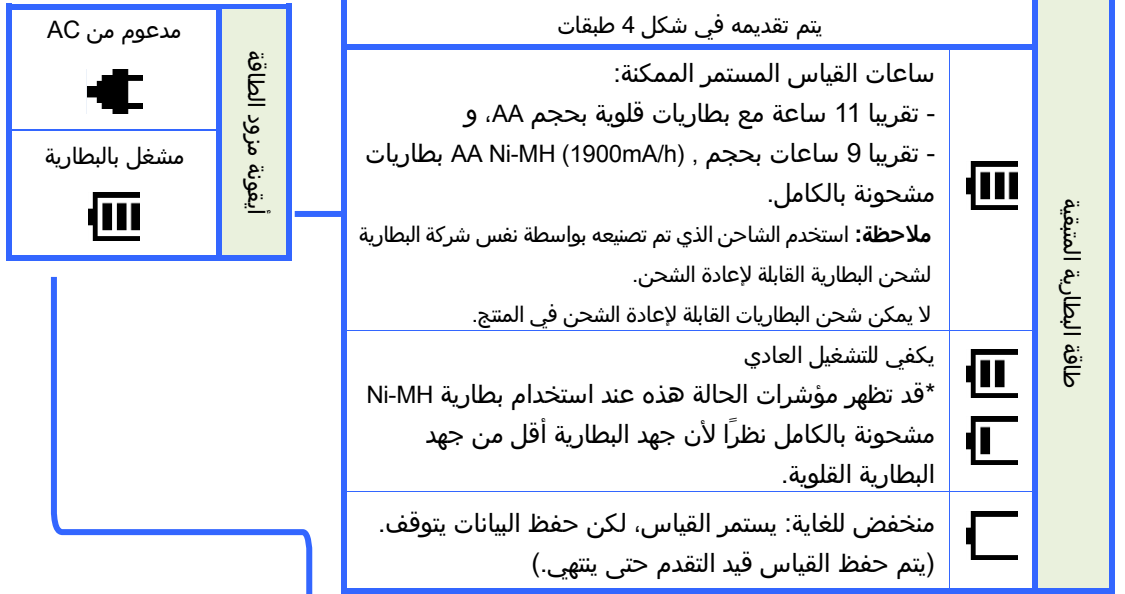 طاقة البطارية المتبقية
يتم تقديمه في شكل 4 طبقات
ساعات القياس المستمر الممكنة:
- تقريبا 11 ساعة مع بطاريات قلوية بحجم AA، و
- تقريبا 9 ساعات بحجم , AA Ni-MH (1900mA/h) بطاريات
مشحونة بالكامل.
ملاحظة: استخدم الشاحن الذي تم تصنيعه بواسطة نفس شركة البطارية
لشحن البطارية القابلة لإعادة الشحن.
لا يمكن شحن البطاريات القابلة لإعادة الشحن في المنتج.
يكفي للتشغيل العادي
*قد تظهر مؤشرات الحالة هذه عند استخدام بطارية Ni-MH
مشحونة بالكامل نظرًا لأن جهد البطارية أقل من جهد
البطارية القلوية.
منخفض للغاية: يستمر القياس، لكن حفظ البيانات يتوقف.
(يتم حفظ القياس قيد التقدم حتى ينتهي.)
أيقونة مزود الطاقة
مدعوم من AC
مشغل بالبطارية